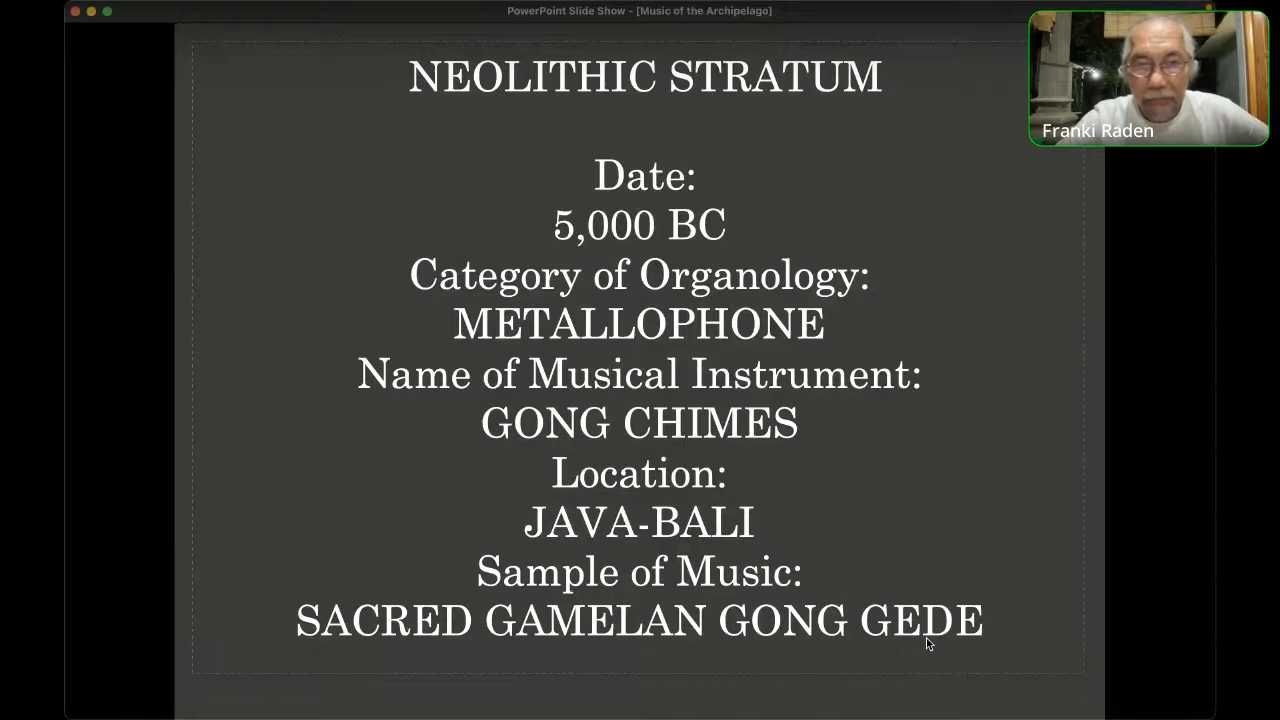 PowerPoint Slide Show - [Music of the Archipelago]
NEOLITHIC STRATUM
Date:
5,000 BC
Category of Organology:
METALLOPHONE
Name of Musical Instrument:
GONG CHIMES
Location:
JAVA-BALI
Sample of Music:
SACRED GAMELAN GONG GEDE
Franki Raden